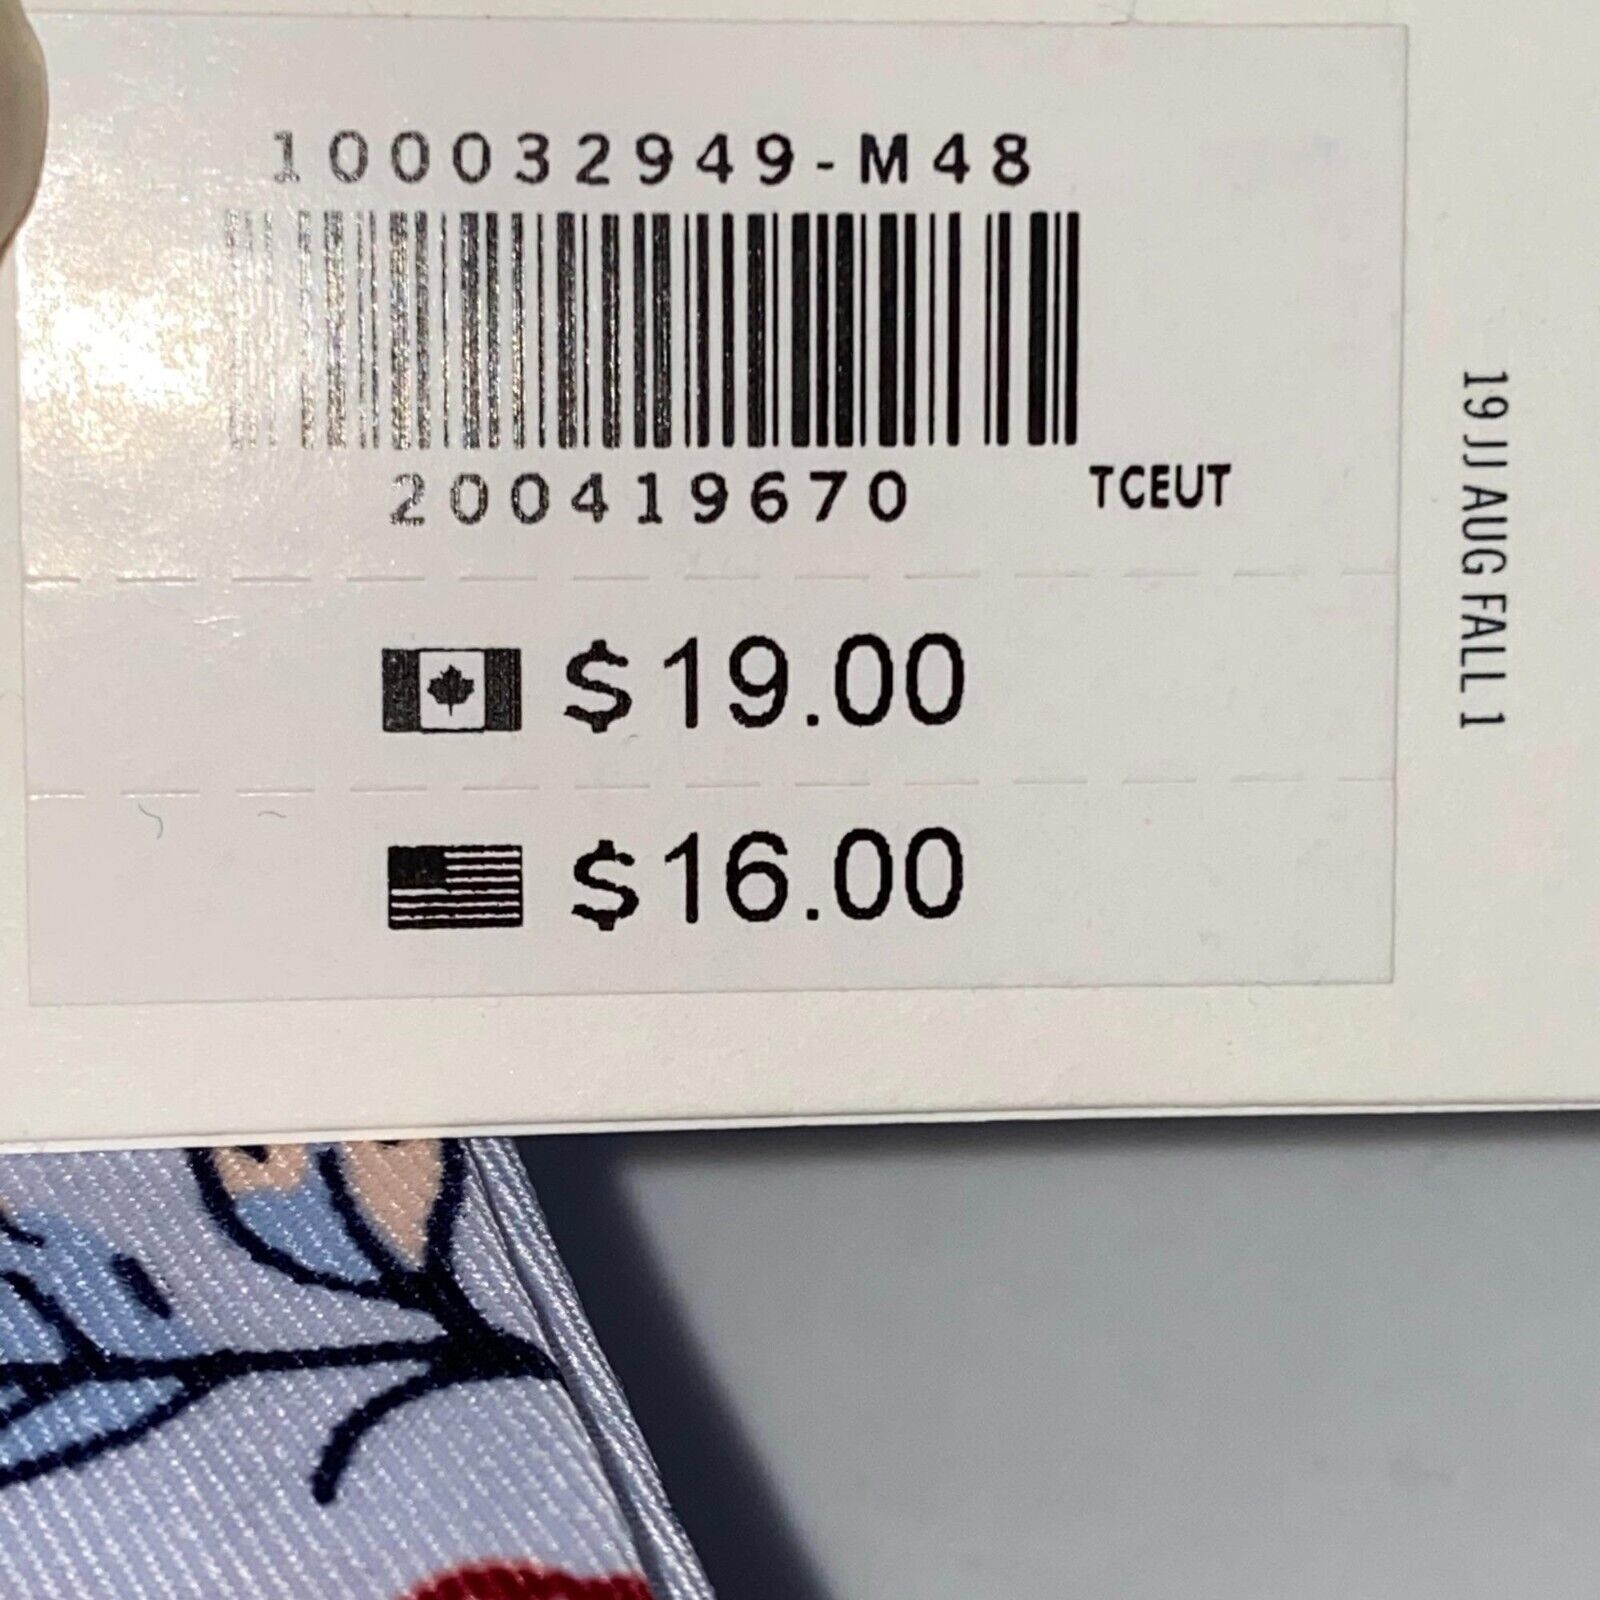 100032949-M48
200419670 TCEUT
$19.00
$16.00
19 JJ AUG FALL 1